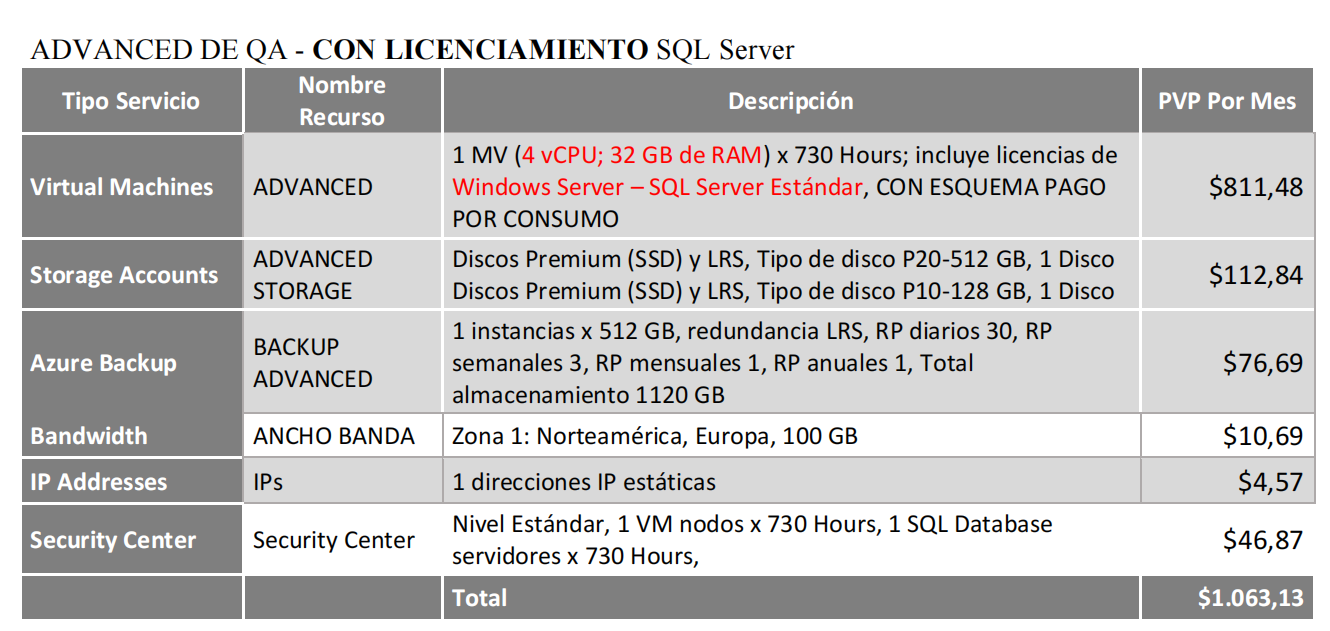 ADVANCED DE QA - CON LICENCIAMIENTO SQL Server
Tipo Servicio
Nombre
Recurso
Descripción
PVP Por Mes
Virtual Machines
ADVANCED
1 MV (4 vCPU; 32 GB de RAM) x 730 Hours; incluye licencias de
Windows Server – SQL Server Estándar, CON ESQUEMA PAGO
POR CONSUMO
$811,48
Storage Accounts
ADVANCED
STORAGE
Discos Premium (SSD) y LRS, Tipo de disco P20-512 GB, 1 Disco
Discos Premium (SSD) y LRS, Tipo de disco P10-128 GB, 1 Disco
$112,84
Azure Backup
BACKUP
ADVANCED
1 instancias x 512 GB, redundancia LRS, RP diarios 30, RP
semanales 3, RP mensuales 1, RP anuales 1, Total
almacenamiento 1120 GB
$76,69
Bandwidth
ANCHO BANDA
Zona 1: Norteamérica, Europa, 100 GB
$10,69
IP Addresses
IPs
1 direcciones IP estáticas
$4,57
Security Center
Security Center
Nivel Estándar, 1 VM nodos x 730 Hours, 1 SQL Database
servidores x 730 Hours,
$46,87
Total
$1.063,13